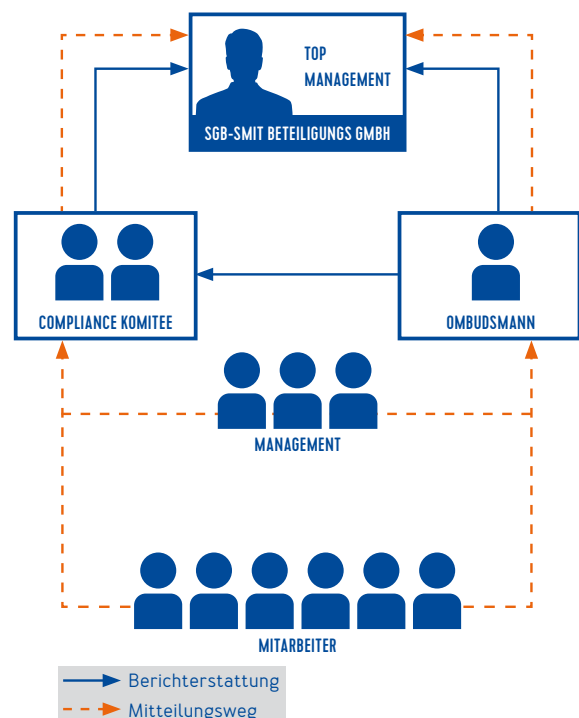 TOP
MANAGEMENT
SGB-SMIT BETEILIGUNGS GMBH
COMPLIANCE KOMITEE
OMBUDSMANN
MANAGEMENT
MITARBEITER
Berichterstattung
Mitteilungsweg